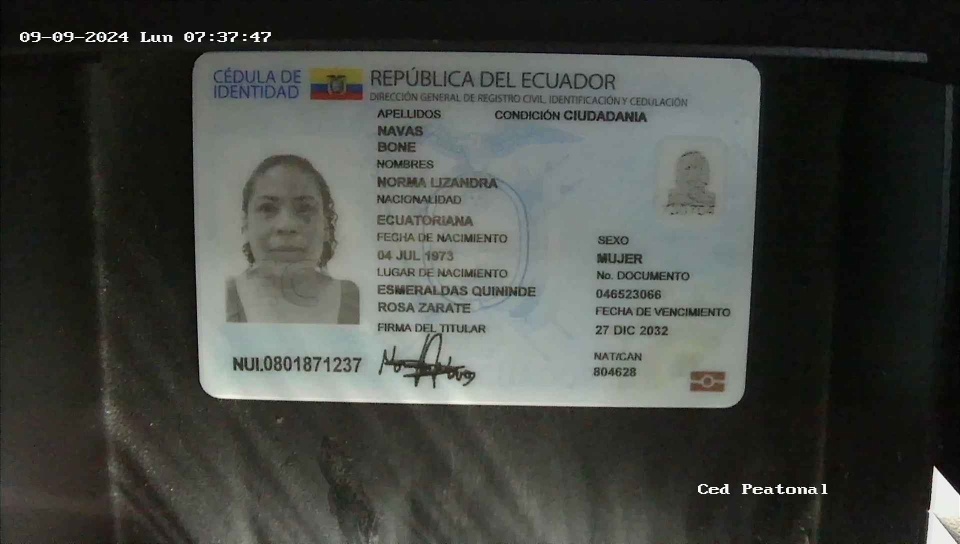 09-09-2024 Lun 07:37:47
CÉDULA DE IDENTIDAD
REPÚBLICA DEL ECUADOR
DIRECCIÓN GENERAL DE REGISTRO CIVIL, IDENTIFICACIÓN Y CEDULACIÓN
APELLIDOS
CONDICIÓN CIUDADANIA
NAVAS
BONE
NOMBRES
NORMA LIZANDRA
NACIONALIDAD
ECUATORIANA
FECHA DE NACIMIENTO
04 JUL 1973
LUGAR DE NACIMIENTO
ESMERALDAS QUININDE
ROSA ZARATE
FIRMA DEL TITULAR
SEXO
MUJER
No. DOCUMENTO
046523066
FECHA DE VENCIMIENTO
27 DIC 2032
NAT/CAN
804628
NUI.0801871237
Ced Peatonal